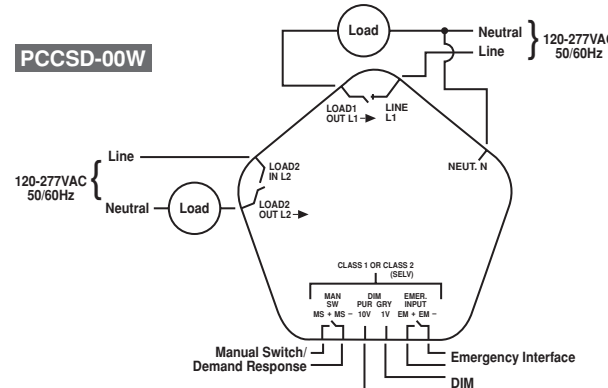 PCCSD-00W
Load
Neutral
Line
120-277VAC
50/60Hz
LOAD1
OUT L1
LINE
L1
NEUT. N
Line
120-277VAC
50/60Hz
Neutral
Load
LOAD2
IN L2
LOAD2
OUT L2
CLASS 1 OR CLASS 2
(SELV)
MAN
SW
MS + MS –
DIM
PUR GRY
10V 1V
EMER.
INPUT
EM + EM –
Manual Switch/
Demand Response
Emergency Interface
DIM